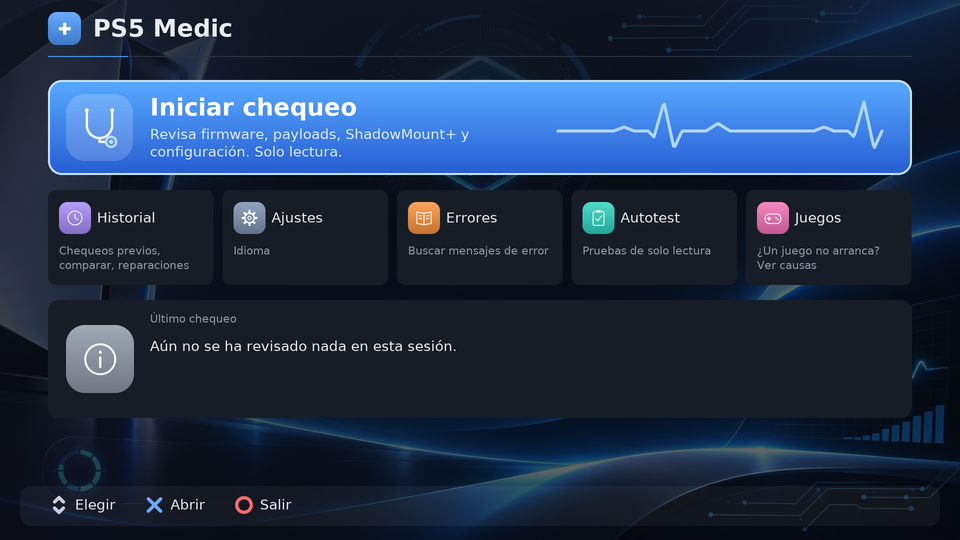 PS5 Medic
Iniciar chequeo
Revisa firmware, payloads, ShadowMount+ y
configuración. Solo lectura.
Historial
Chequeos previos,
comparar, reparaciones
Ajustes
Idioma
Errores
Buscar mensajes de error
Autotest
Pruebas de solo lectura
Juegos
¿Un juego no arranca?
Ver causas
Último chequeo
Aún no se ha revisado nada en esta sesión.
Elegir
Abrir
Salir